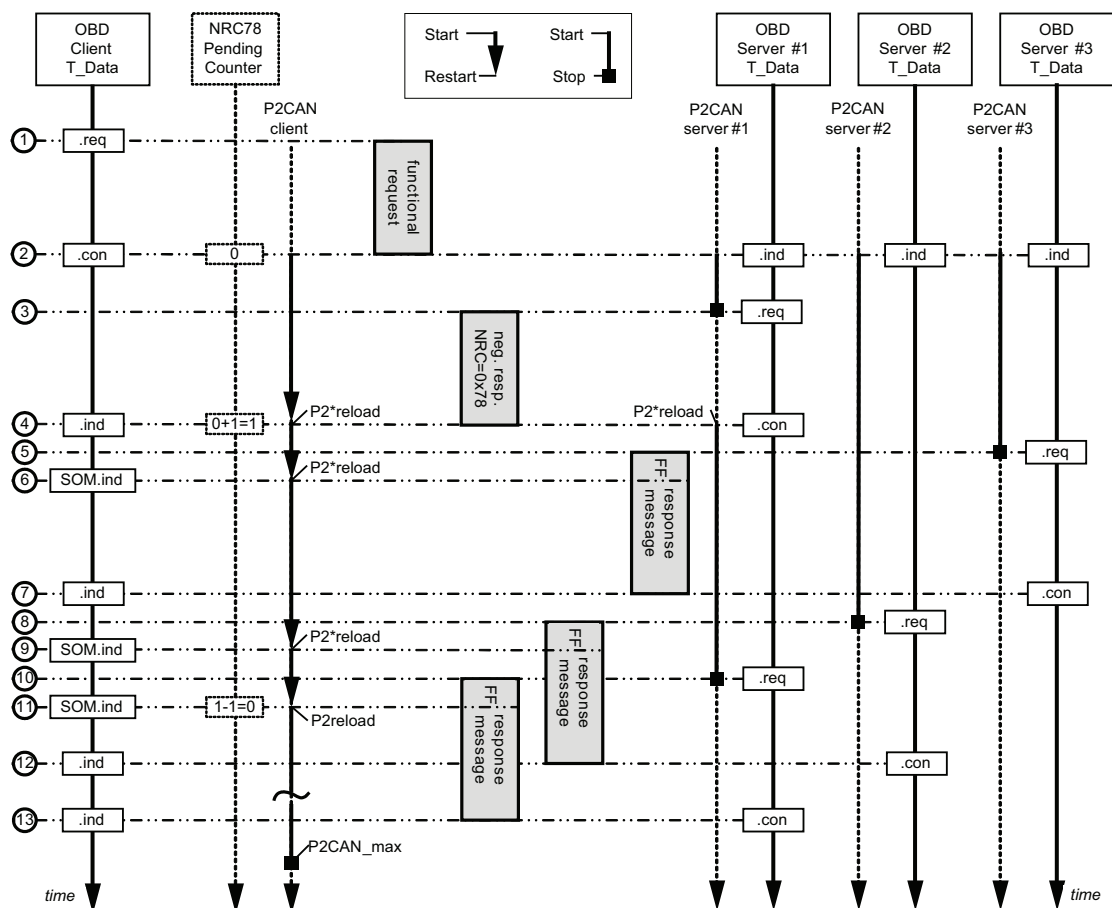 OBD
Client
T_Data
NRC78
Pending
Counter
Start
Restart
Start
Stop
OBD
Server #1
T_Data
OBD
Server #2
T_Data
OBD
Server #3
T_Data
P2CAN
client
P2CAN
server #1
P2CAN
server #2
P2CAN
server #3
1
.req
functional
request
2
.con
0
.ind
.ind
.ind
3
.req
neg. resp.
NRC=0x78
P2*reload
P2*reload
4
.ind
0+1=1
.con
5
.req
P2*reload
6
SOM.ind
FF response
message
7
.ind
.con
8
.req
P2*reload
9
SOM.ind
FF response
message
10
.req
11
SOM.ind
1-1=0
P2reload
FF response
message
12
.ind
.con
13
.ind
.con
P2CAN_max
time
time